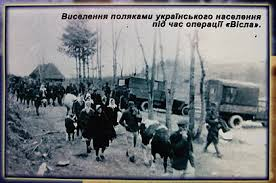 Виселення поляками українського населення
під час операції «Вісла».